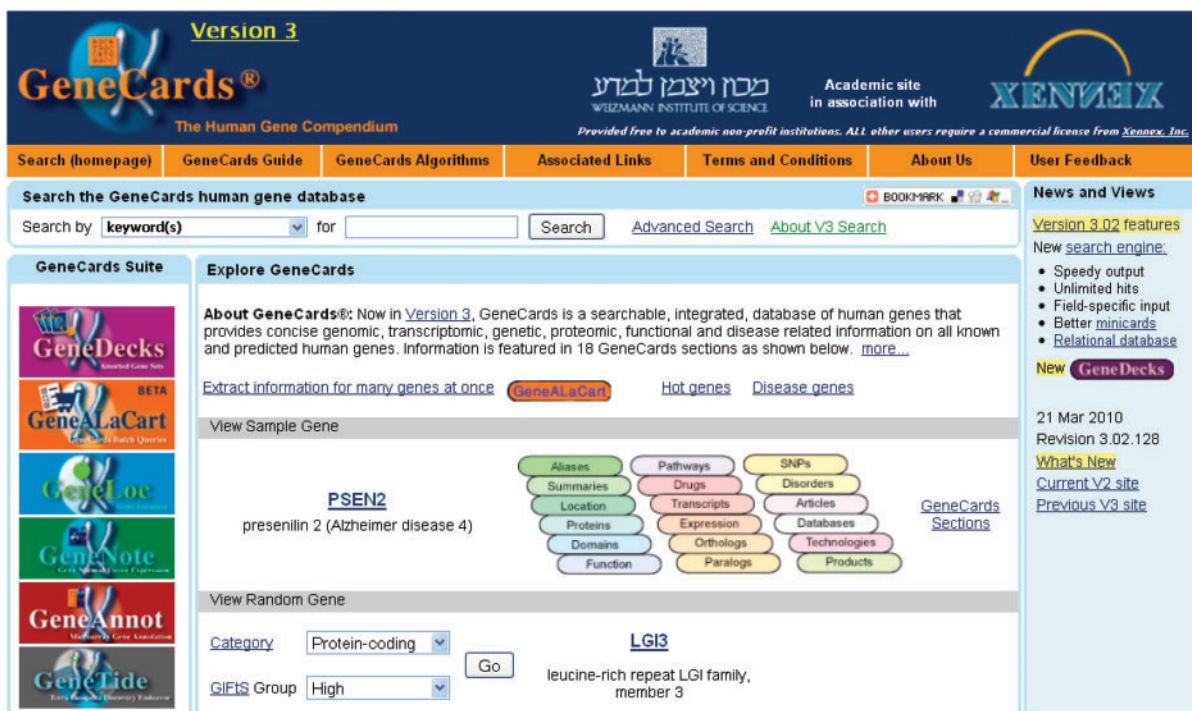 Version 3
GeneCards®
The Human Gene Compendium
מכון ויצמן למדע
WEIZMANN INSTITUTE OF SCIENCE
Academic site
in association with
XENNEX
Provided free to academic non-profit institutions. ALL other users require a commercial license from Xennex, Inc.
Search (homepage) GeneCards Guide GeneCards Algorithms Associated Links Terms and Conditions About Us User Feedback
Search the GeneCards human gene database
BOOKMARK
Search by keyword(s) for Search Advanced Search About V3 Search
News and Views
Version 3.02 features
New search engine:
• Speedy output
• Unlimited hits
• Field-specific input
• Better minicards
• Relational database
New GeneDecks
21 Mar 2010
Revision 3.02.128
What's New
Current V2 site
Previous V3 site
GeneCards Suite
GeneDecks
Assorted Gene Sets
BETA
GeneALaCart
GeneCards Batch Queries
GeneLoc
Gene Location
GeneNote
GeneAnnot
Microarray Gene Annotation
GeneTide
Explore GeneCards
About GeneCards®: Now in Version 3, GeneCards is a searchable, integrated, database of human genes that
provides concise genomic, transcriptomic, genetic, proteomic, functional and disease related information on all known
and predicted human genes. Information is featured in 18 GeneCards sections as shown below. more...
Extract information for many genes at once GeneALaCart Hot genes Disease genes
View Sample Gene
PSEN2
presenilin 2 (Alzheimer disease 4)
Aliases Pathways SNPs
Summaries Drugs Disorders
Location Transcripts Articles
Proteins Expression Databases
Domains Orthologs Technologies
Function Paralogs Products
GeneCards
Sections
View Random Gene
Category Protein-coding
GIFtS Group High
Go
LGI3
leucine-rich repeat LGI family,
member 3